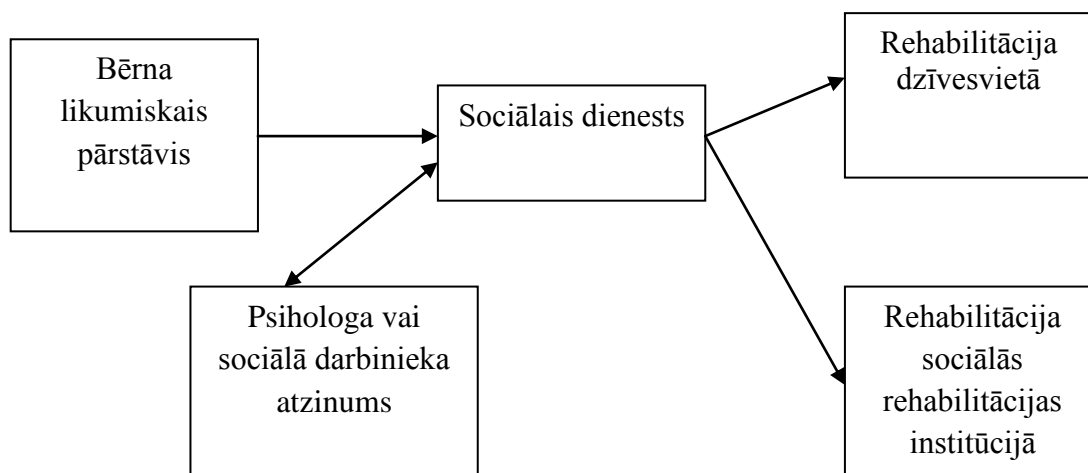 Bērna
likumiskais
pārstāvis
Sociālais dienests
Rehabilitācija
dzīvesvietā
Psihologa vai
sociālā darbinieka
atzinums
Rehabilitācija
sociālās
rehabilitācijas
institūcijā